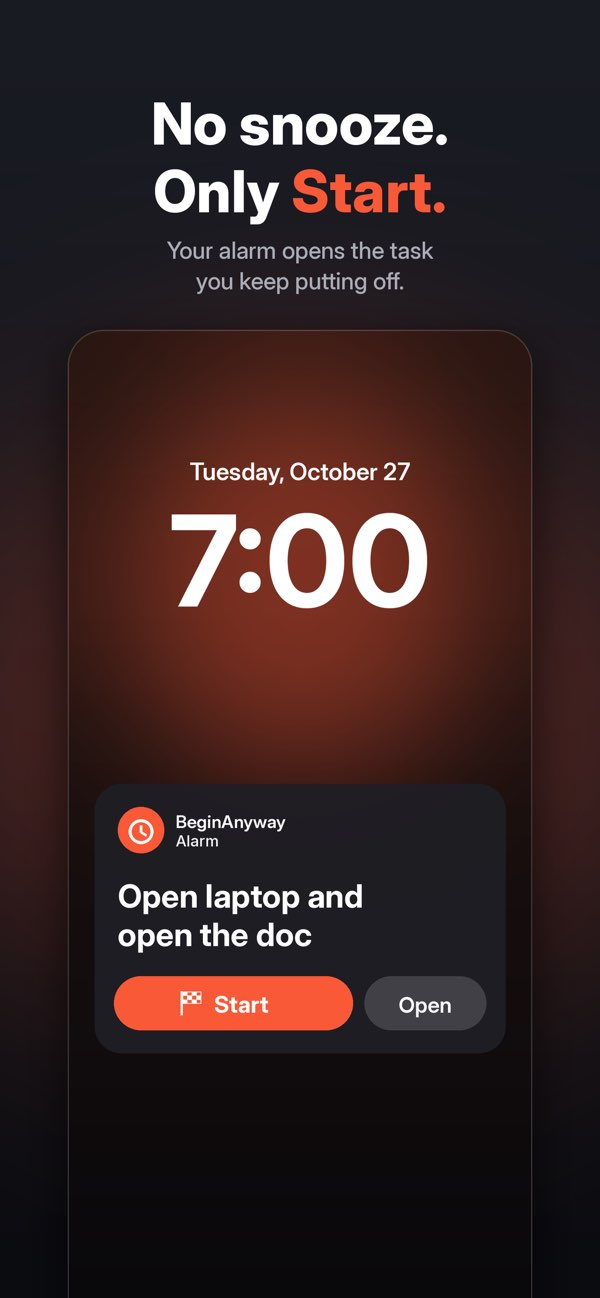 No snooze.
Only Start.
Your alarm opens the task
you keep putting off.
Tuesday, October 27
7:00
BeginAnyway
Alarm
Open laptop and
open the doc
Start
Open